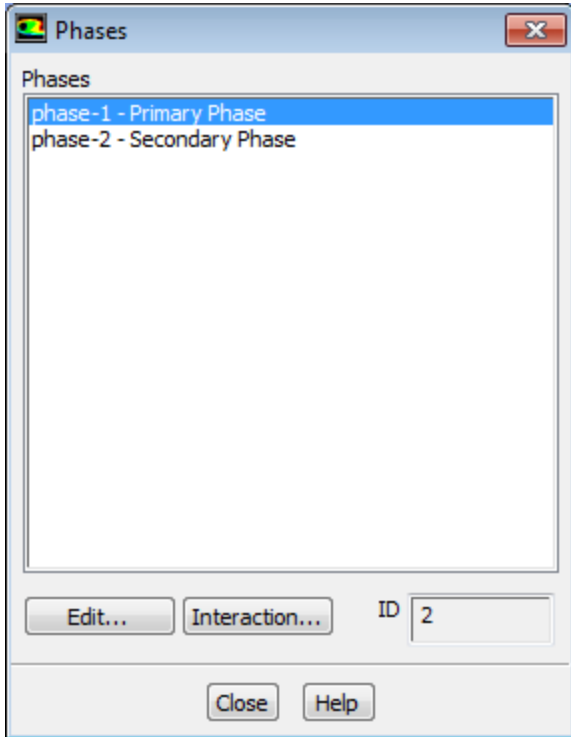 Phases
Phases
phase-1 - Primary Phase
phase-2 - Secondary Phase
Edit... Interaction... ID 2
Close Help